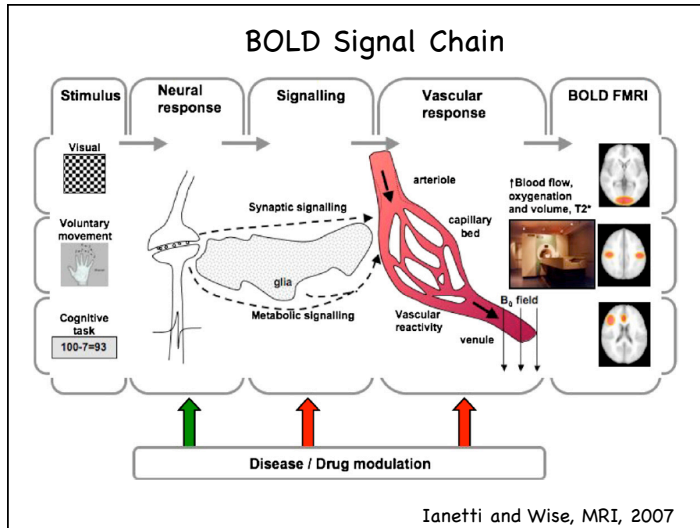 BOLD Signal Chain
Stimulus
Neural
response
Signalling
Vascular
response
BOLD FMRI
Visual
Voluntary
movement
Cognitive
task
100-7=93
Synaptic signalling
glia
Metabolic signalling
arteriole
capillary
bed
Vascular
reactivity
venule
↑Blood flow,
oxygenation
and volume, T2*
B₀ field
Disease / Drug modulation
Ianetti and Wise, MRI, 2007